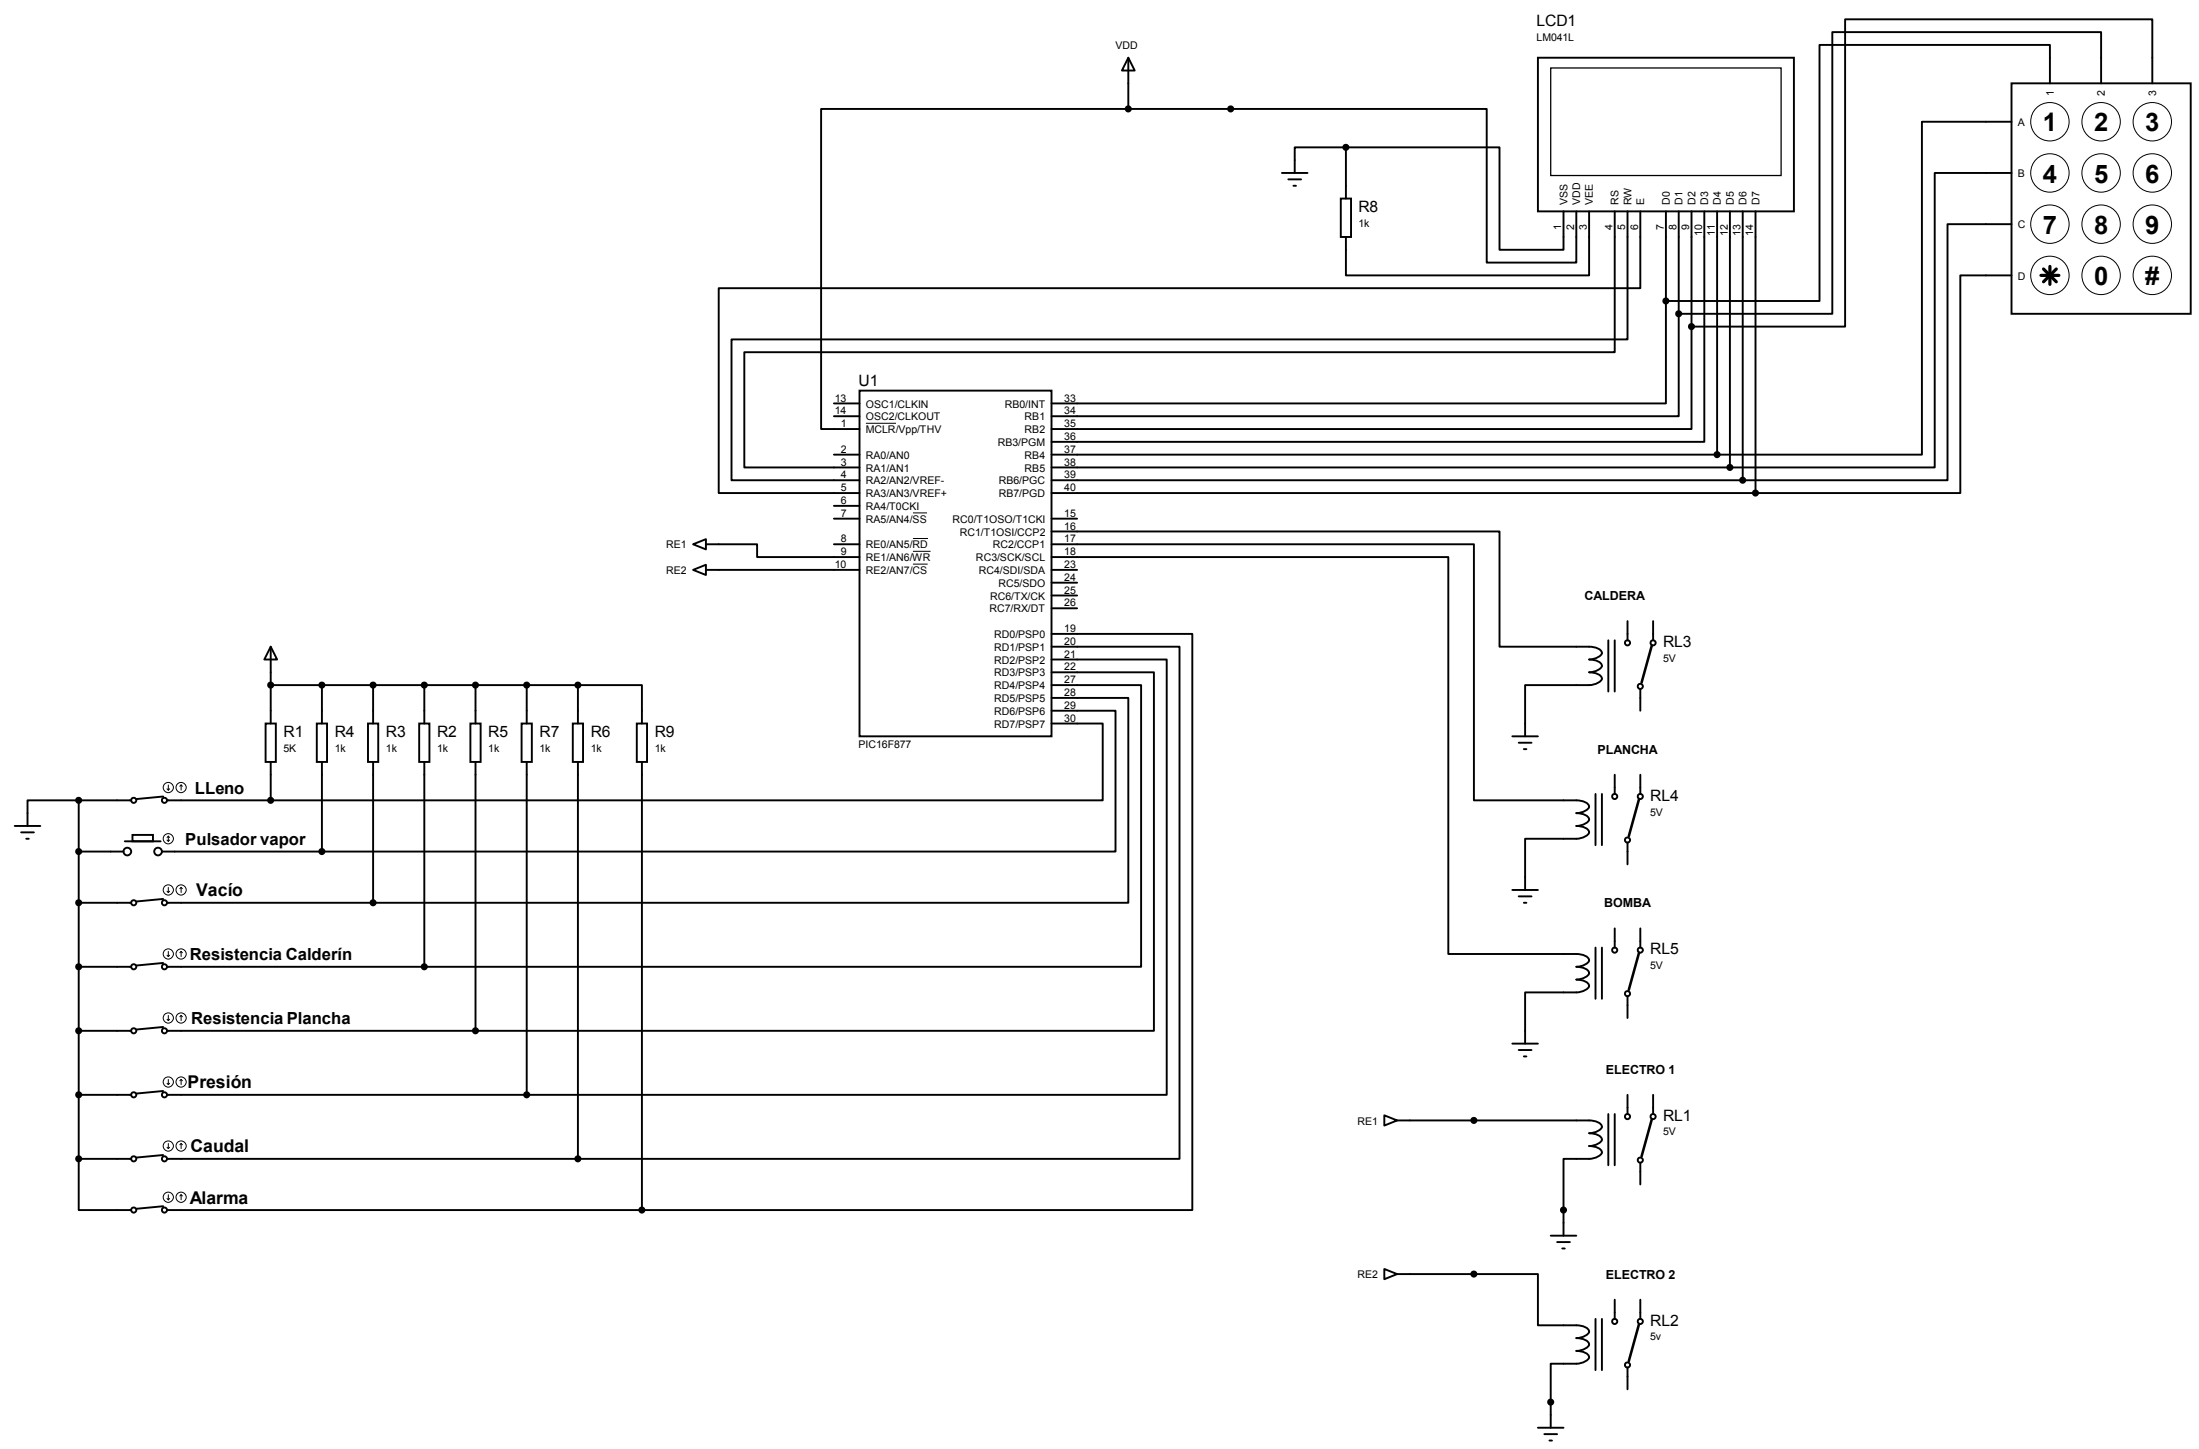 LCD1
LM041L
VDD
VSS
VDD
VEE
RS
RW
E
D0
D1
D2
D3
D4
D5
D6
D7
1
2
3
4
5
6
7
8
9
10
11
12
13
14
1 2 3
A 1 2 3
B 4 5 6
C 7 8 9
D * 0 #
R8
1k
U1
13 OSC1/CLKIN
14 OSC2/CLKOUT
1 MCLR/Vpp/THV
2 RA0/AN0
3 RA1/AN1
4 RA2/AN2/VREF-
5 RA3/AN3/VREF+
6 RA4/T0CKI
7 RA5/AN4/SS
8 RE0/AN5/RD
9 RE1/AN6/WR
10 RE2/AN7/CS
RB0/INT 33
RB1 34
RB2 35
RB3/PGM 36
RB4 37
RB5 38
RB6/PGC 39
RB7/PGD 40
RC0/T1OSO/T1CKI 15
RC1/T1OSI/CCP2 16
RC2/CCP1 17
RC3/SCK/SCL 18
RC4/SDI/SDA 23
RC5/SDO 24
RC6/TX/CK 25
RC7/RX/DT 26
RD0/PSP0 19
RD1/PSP1 20
RD2/PSP2 21
RD3/PSP3 22
RD4/PSP4 27
RD5/PSP5 28
RD6/PSP6 29
RD7/PSP7 30
PIC16F877
RE1
RE2
R1
5K
R4
1k
R3
1k
R2
1k
R5
1k
R7
1k
R6
1k
R9
1k
LLeno
Pulsador vapor
Vacío
Resistencia Calderín
Resistencia Plancha
Presión
Caudal
Alarma
CALDERA
RL3
5V
PLANCHA
RL4
5V
BOMBA
RL5
5V
ELECTRO 1
RE1
RL1
5V
RE2
ELECTRO 2
RL2
5v